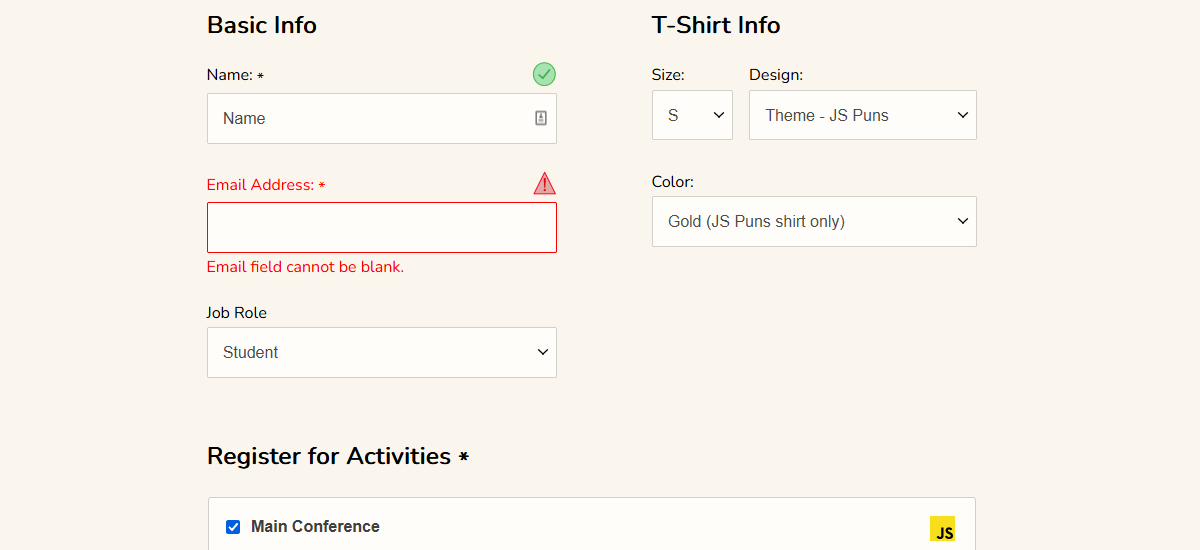 Basic Info
Name: *
Name
Email Address: *
Email field cannot be blank.
Job Role
Student
T-Shirt Info
Size:
Design:
S
Theme - JS Puns
Color:
Gold (JS Puns shirt only)
Register for Activities *
Main Conference
JS